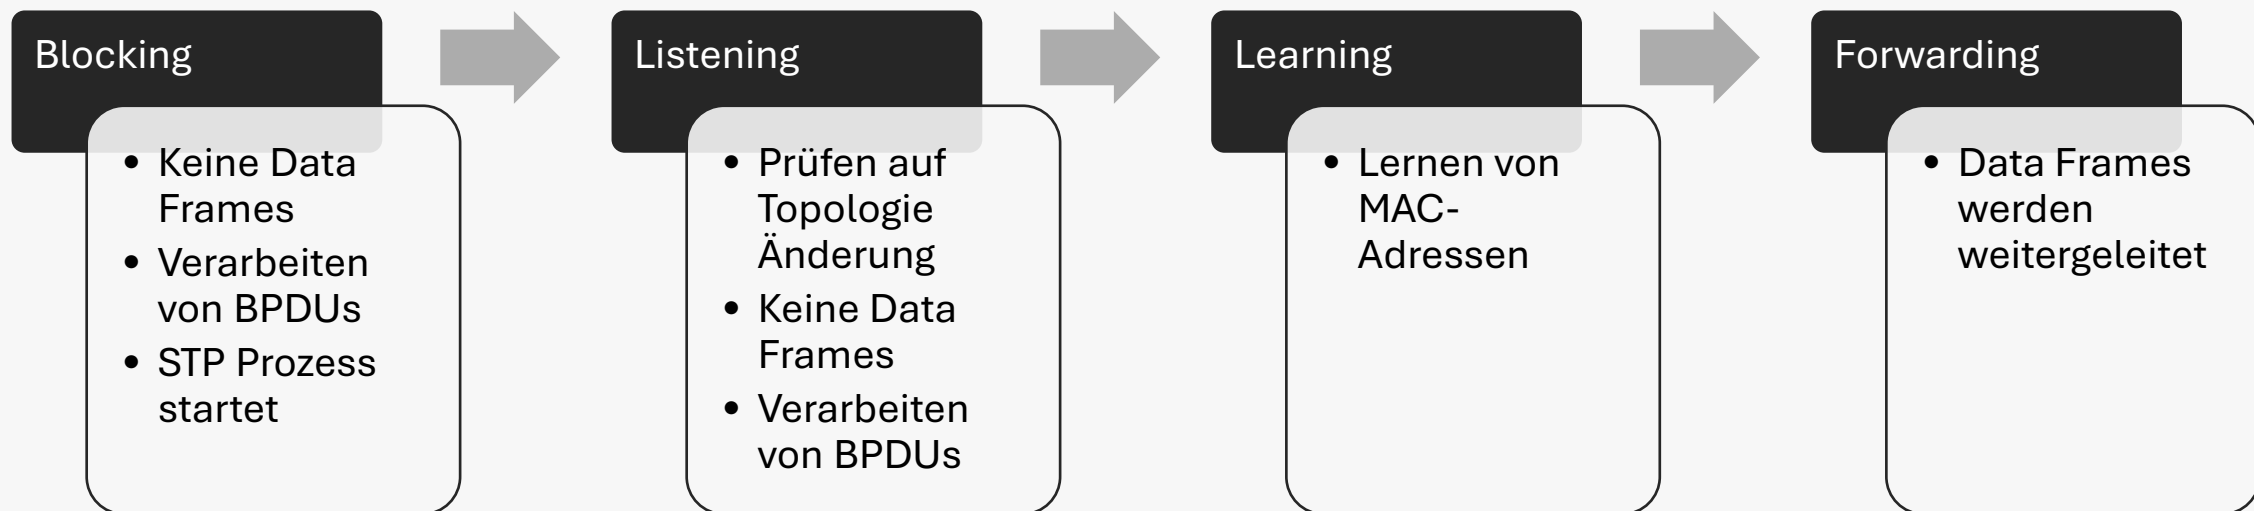 Blocking
• Keine Data
Frames
• Verarbeiten
von BPDUs
• STP Prozess
startet
Listening
• Prüfen auf
Topologie
Änderung
• Keine Data
Frames
• Verarbeiten
von BPDUs
Learning
• Lernen von
MAC-
Adressen
Forwarding
• Data Frames
werden
weitergeleitet